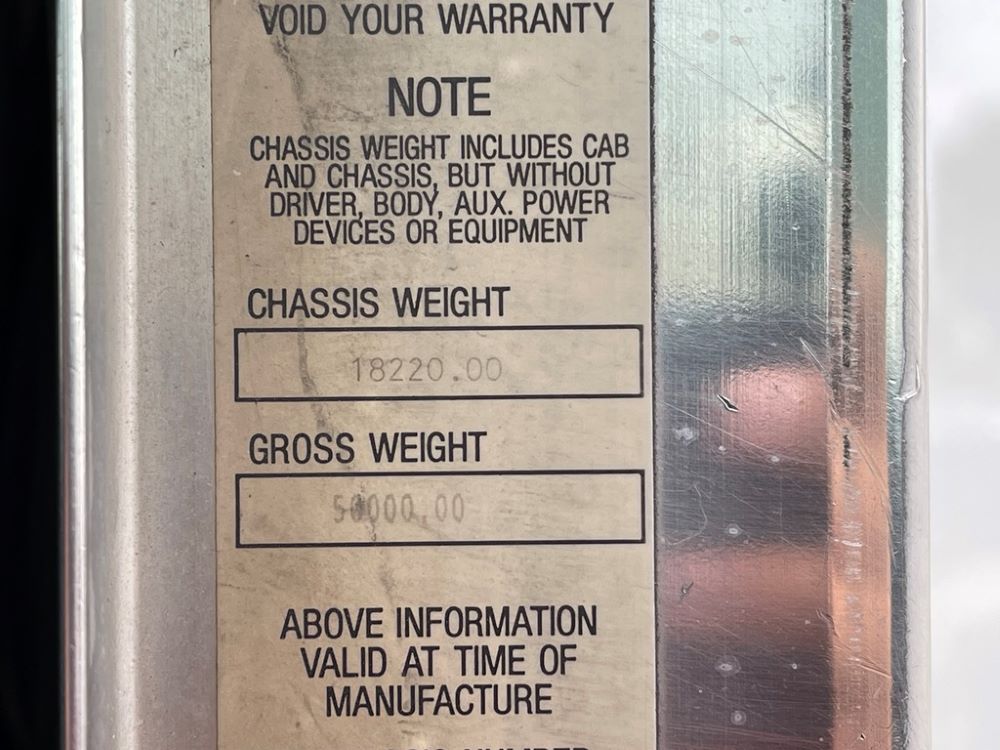 VOID YOUR WARRANTY
NOTE
CHASSIS WEIGHT INCLUDES CAB
AND CHASSIS, BUT WITHOUT
DRIVER, BODY, AUX. POWER
DEVICES OR EQUIPMENT
CHASSIS WEIGHT
18220.00
GROSS WEIGHT
50000.00
ABOVE INFORMATION
VALID AT TIME OF
MANUFACTURE
NUMBER